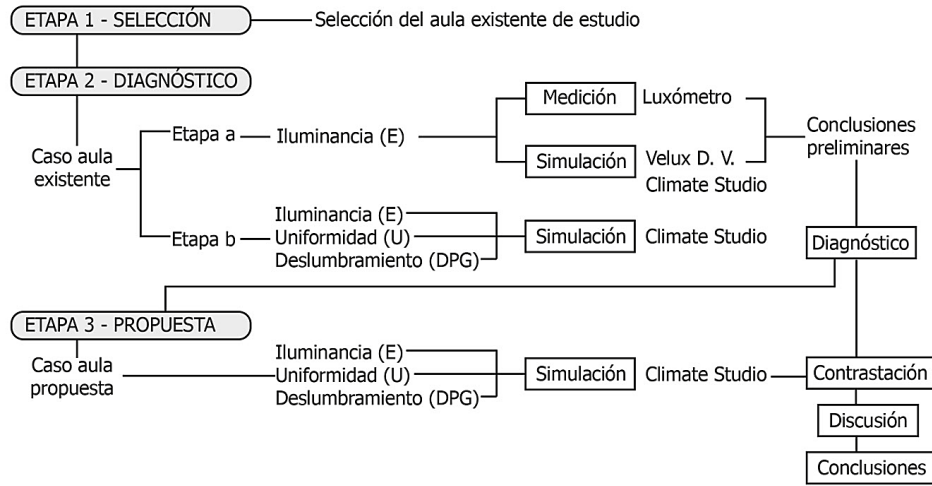 ETAPA 1 - SELECCIÓN
Selección del aula existente de estudio
ETAPA 2 - DIAGNÓSTICO
Caso aula
existente
Etapa a
Iluminancia (E)
Medición
Luxómetro
Simulación
Velux D. V.
Climate Studio
Conclusiones
preliminares
Etapa b
Iluminancia (E)
Uniformidad (U)
Deslumbramiento (DPG)
Simulación
Climate Studio
Diagnóstico
ETAPA 3 - PROPUESTA
Caso aula
propuesta
Iluminancia (E)
Uniformidad (U)
Deslumbramiento (DPG)
Simulación
Climate Studio
Contrastación
Discusión
Conclusiones